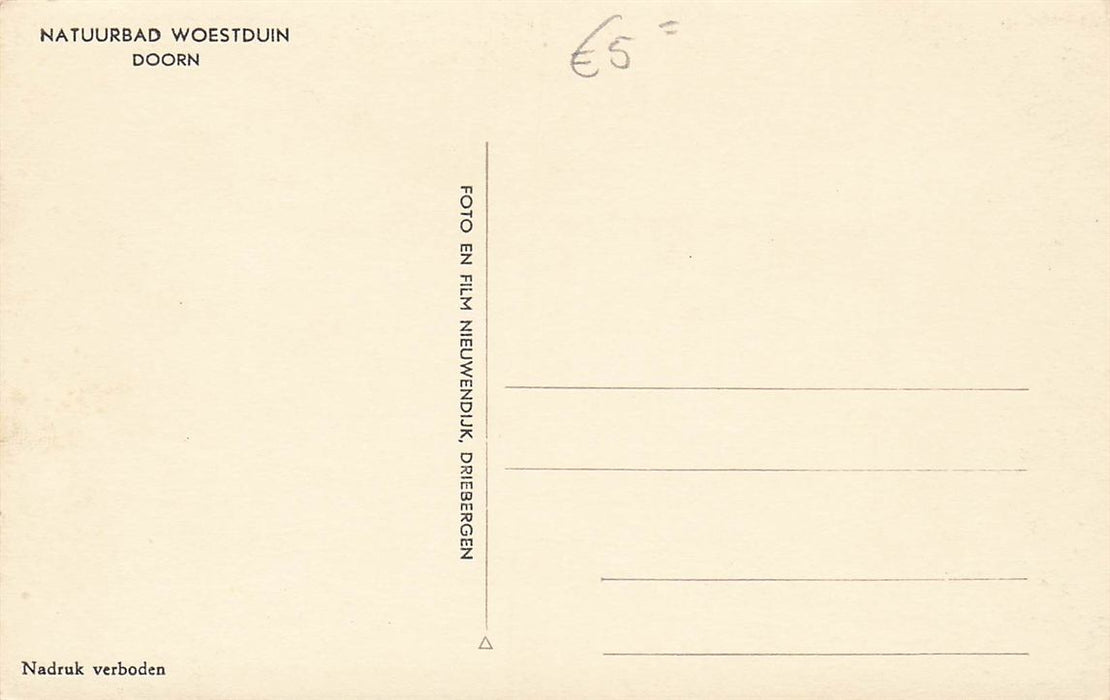 NATUURBAD WOESTDUIN
DOORN
€5=
FOTO EN FILM NIEUWENDIJK, DRIEBERGEN
Nadruk verboden